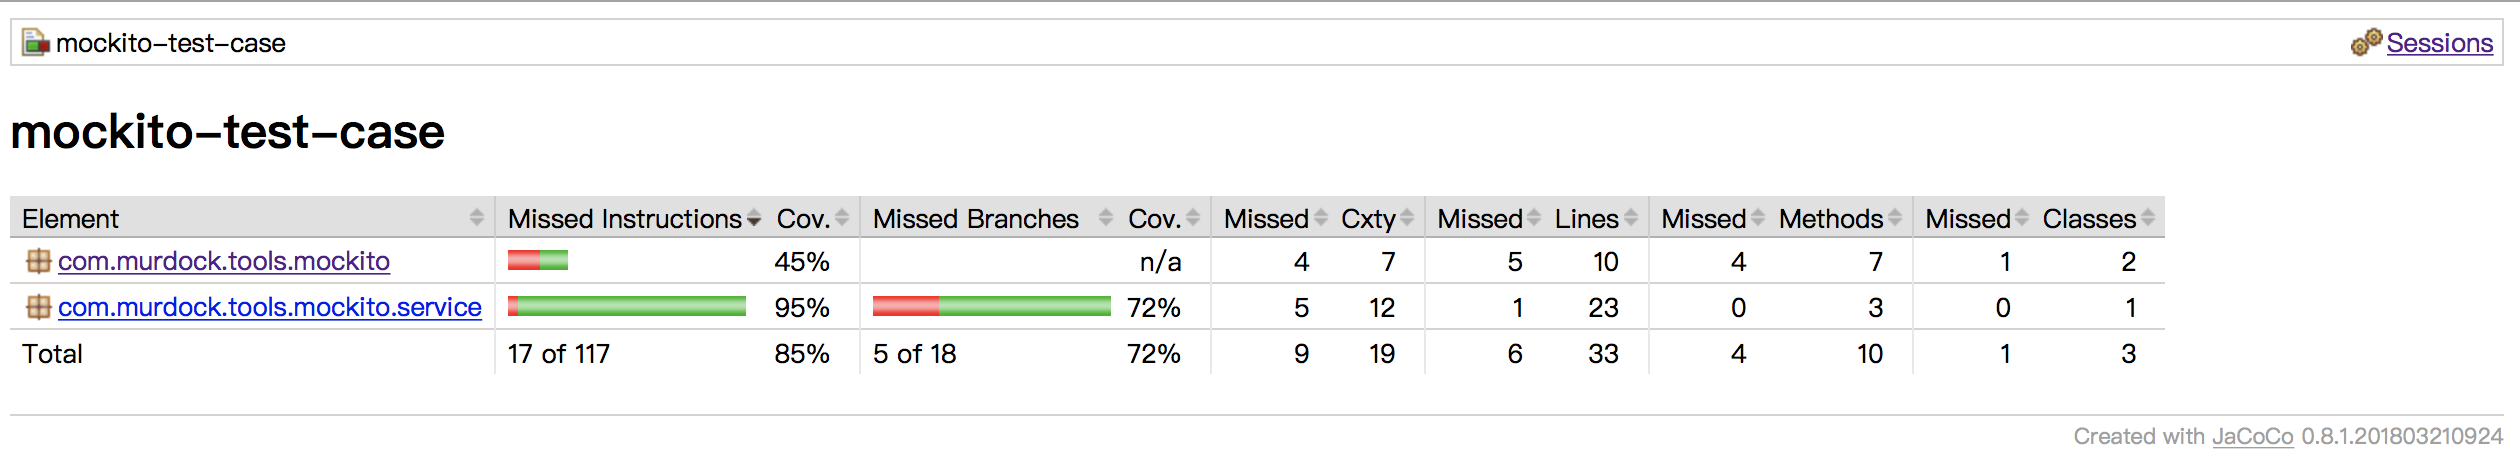 mockito-test-case Sessions
mockito-test-case
Element Missed Instructions Cov. Missed Branches Cov. Missed Cxty Missed Lines Missed Methods Missed Classes
com.murdock.tools.mockito 45% n/a 4 7 5 10 4 7 1 2
com.murdock.tools.mockito.service 95% 72% 5 12 1 23 0 3 0 1
Total 17 of 117 85% 5 of 18 72% 9 19 6 33 4 10 1 3
Created with JaCoCo 0.8.1.201803210924